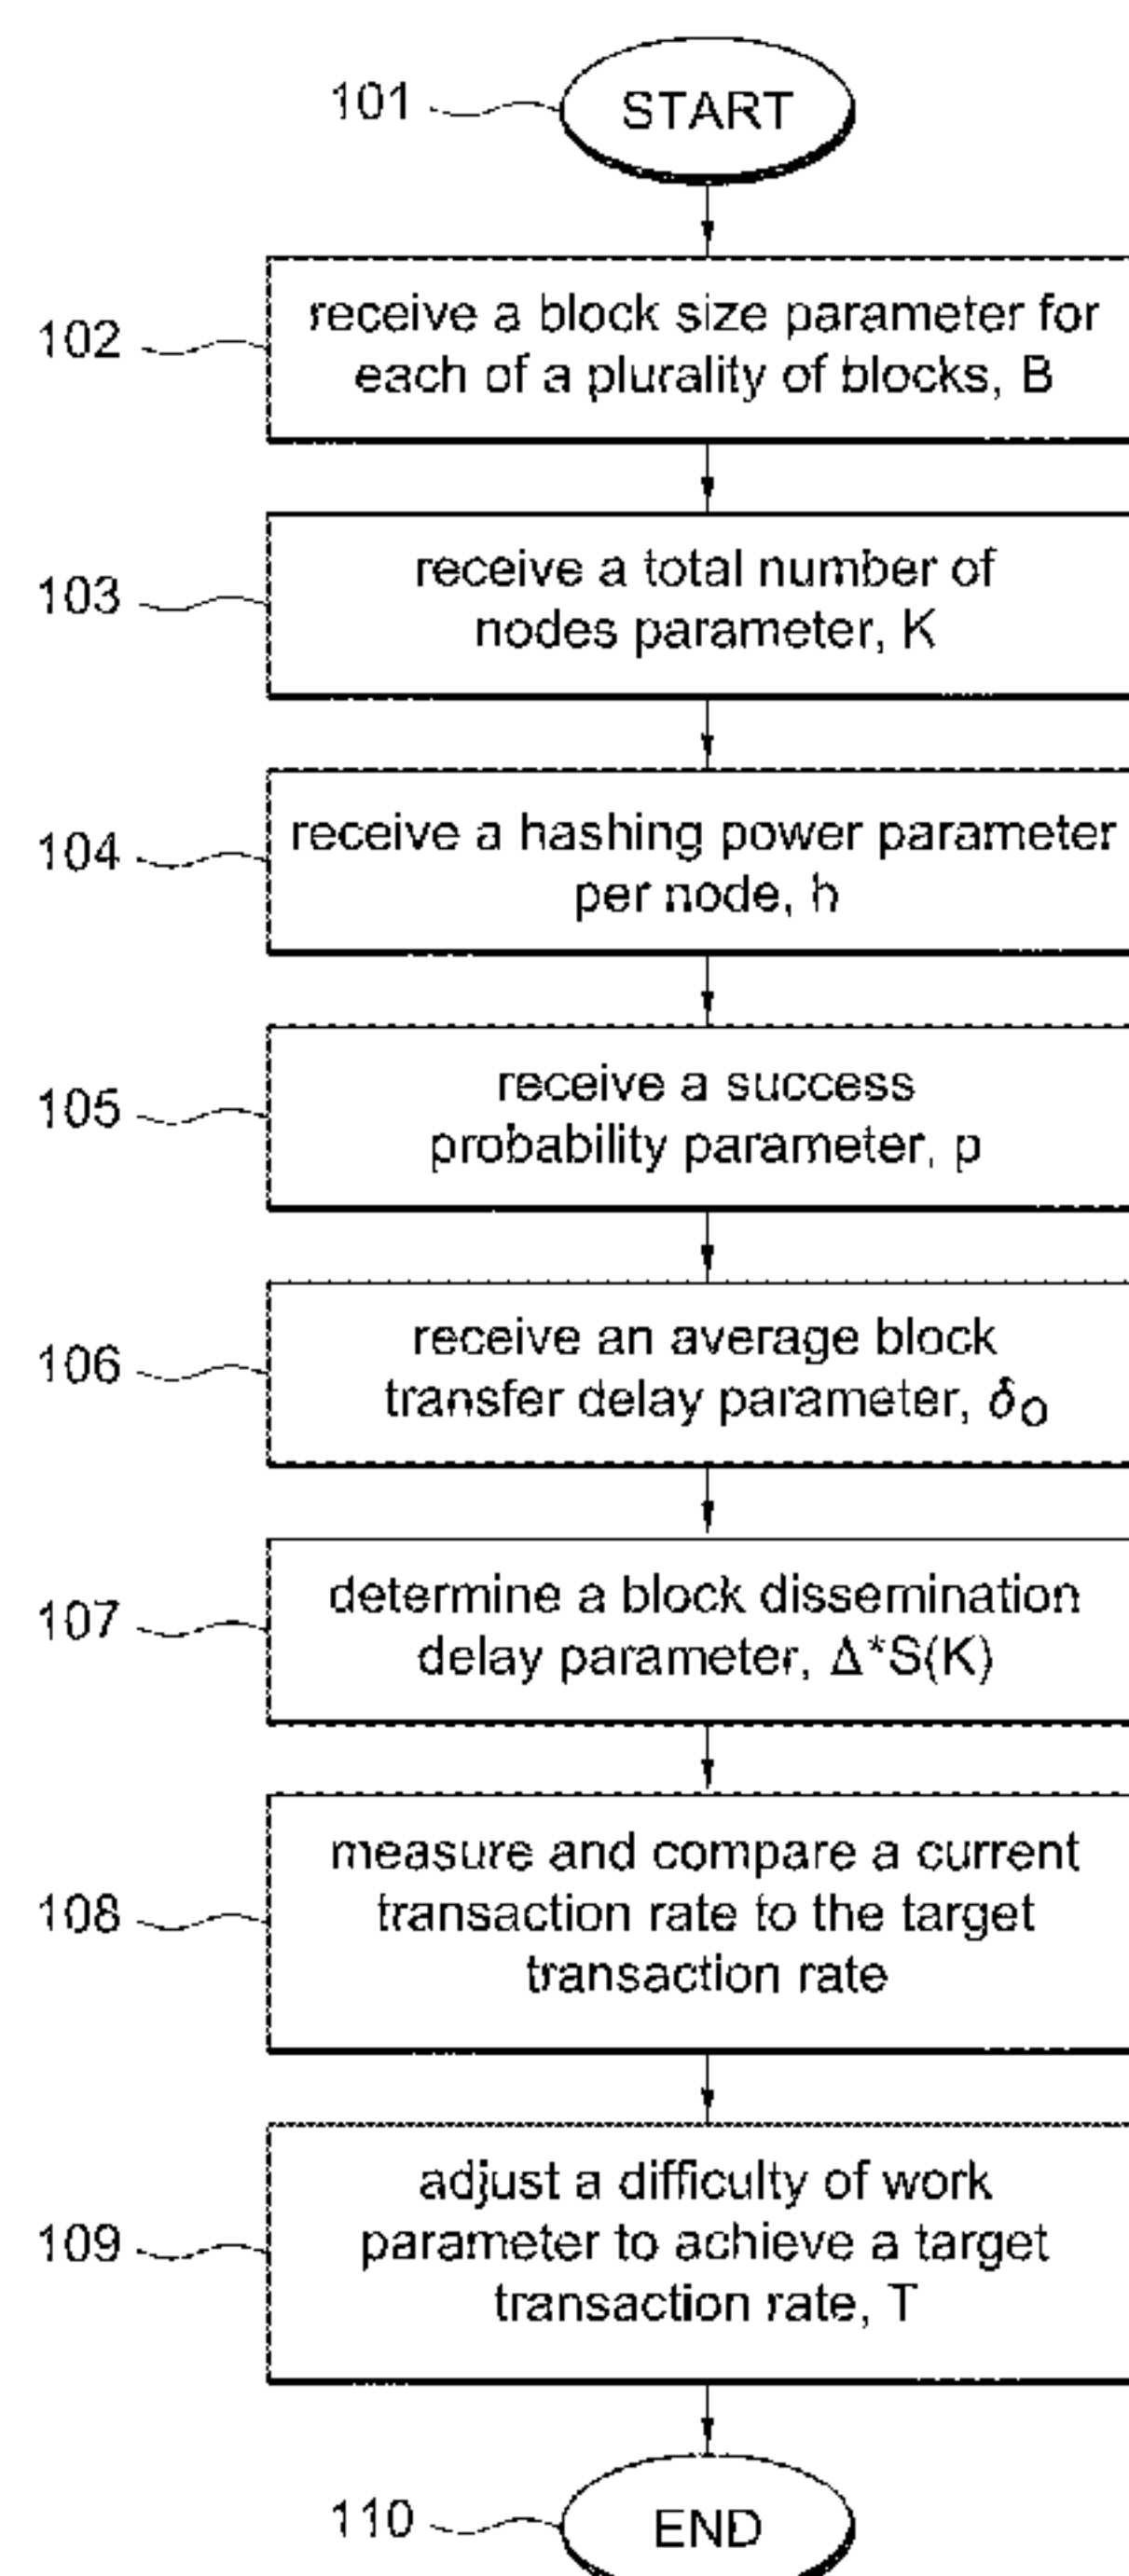 101
START
102
receive a block size parameter for
each of a plurality of blocks, B
103
receive a total number of
nodes parameter, K
104
receive a hashing power parameter
per node, h
105
receive a success
probability parameter, p
106
receive an average block
transfer delay parameter, δ₀
107
determine a block dissemination
delay parameter, Δ*S(K)
108
measure and compare a current
transaction rate to the target
transaction rate
109
adjust a difficulty of work
parameter to achieve a target
transaction rate, T
110
END